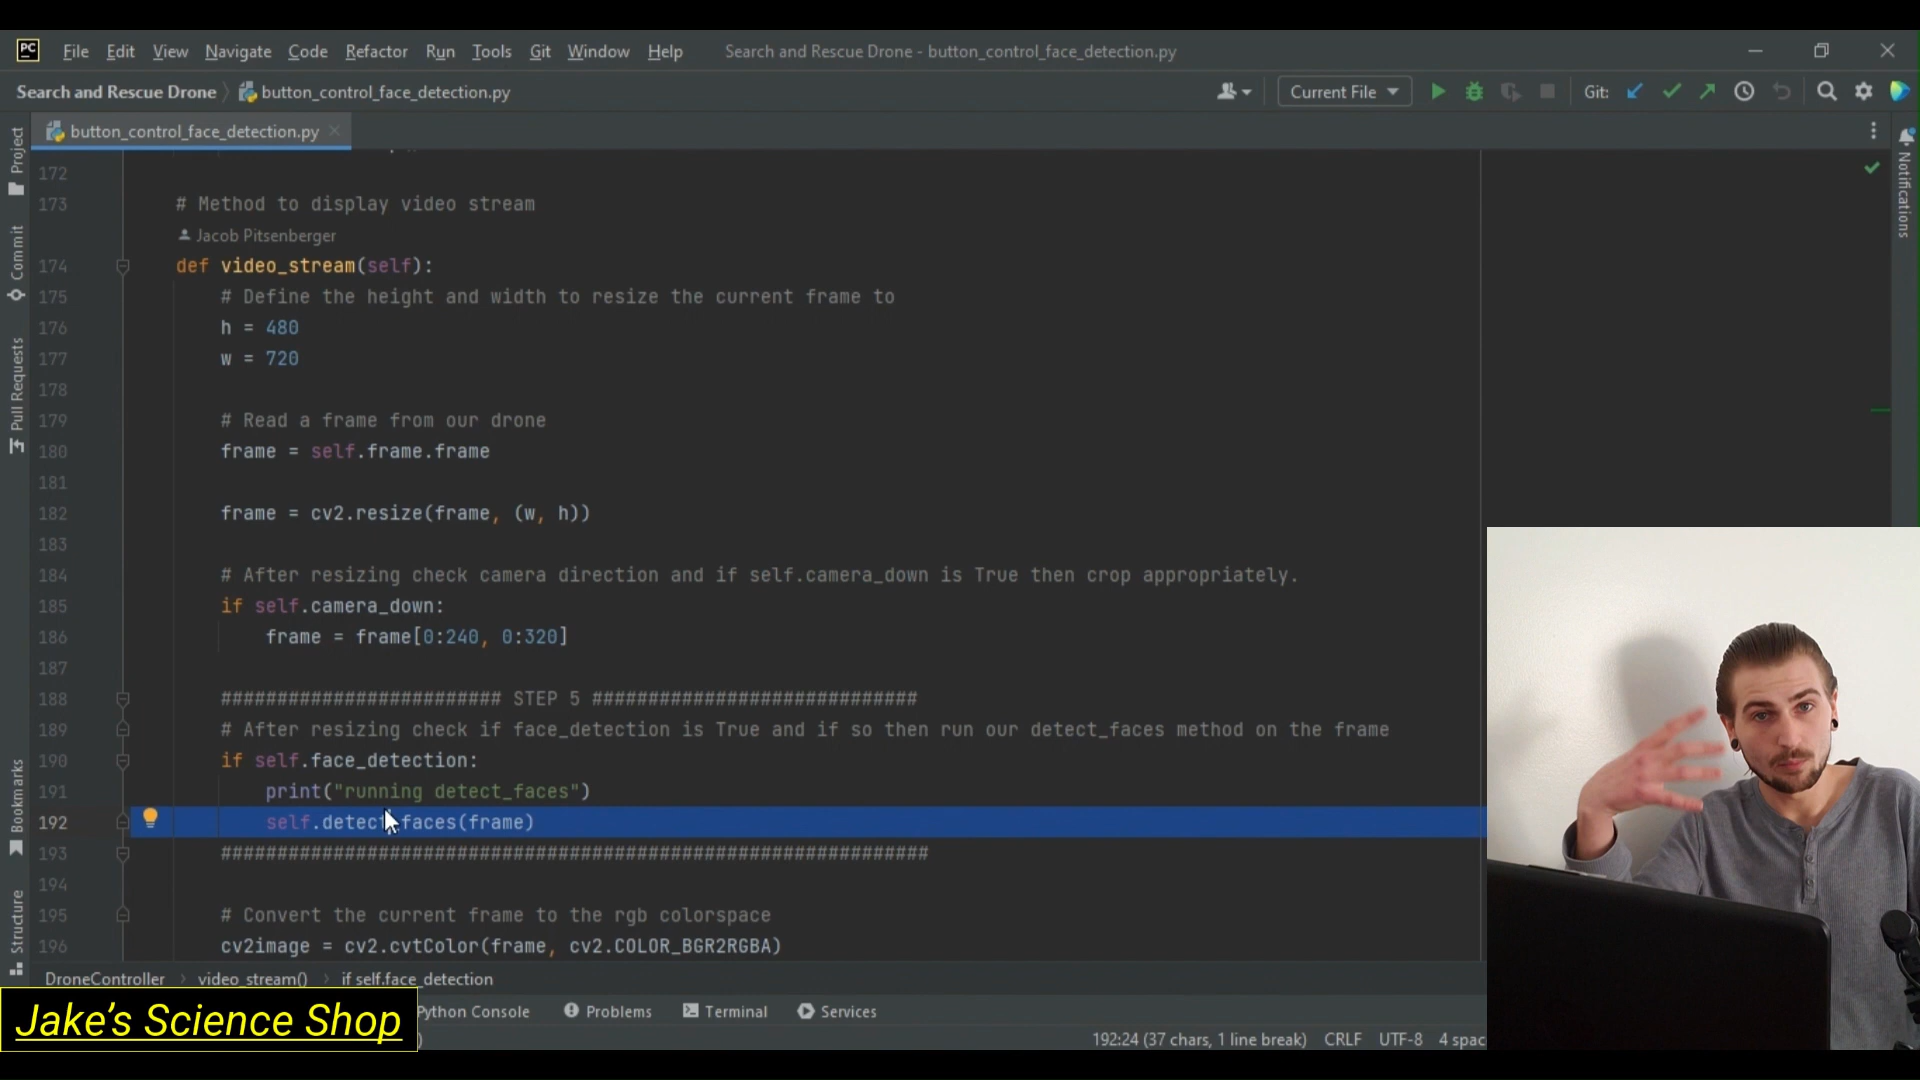 PC File Edit View Navigate Code Refactor Run Tools Git Window Help Search and Rescue Drone - button_control_face_detection.py
Search and Rescue Drone button_control_face_detection.py Current File Git:
button_control_face_detection.py
Project
Commit
Pull Requests
Bookmarks
Structure
Notifications
172
173 # Method to display video stream
Jacob Pitsenberger
174 def video_stream(self):
175 # Define the height and width to resize the current frame to
176 h = 480
177 w = 720
178
179 # Read a frame from our drone
180 frame = self.frame.frame
181
182 frame = cv2.resize(frame, (w, h))
183
184 # After resizing check camera direction and if self.camera_down is True then crop appropriately.
185 if self.camera_down:
186 frame = frame[0:240, 0:320]
187
188 ######################### STEP 5 #############################
189 # After resizing check if face_detection is True and if so then run our detect_faces method on the frame
190 if self.face_detection:
191 print("running detect_faces")
192 self.detect_faces(frame)
193 ###############################################################
194
195 # Convert the current frame to the rgb colorspace
196 cv2image = cv2.cvtColor(frame, cv2.COLOR_BGR2RGBA)
DroneController video_stream() if self.face_detection
Python Console Problems Terminal Services
192:24 (37 chars, 1 line break) CRLF UTF-8 4 spac
Jake's Science Shop